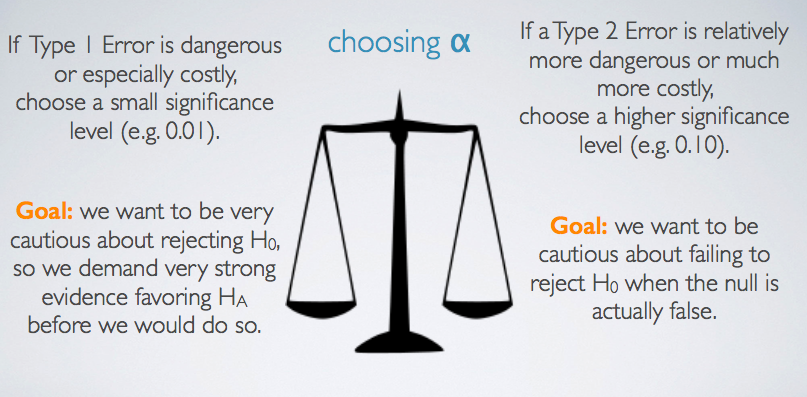 choosing α
If Type 1 Error is dangerous
or especially costly,
choose a small significance
level (e.g. 0.01).
Goal: we want to be very
cautious about rejecting H0,
so we demand very strong
evidence favoring HA
before we would do so.
If a Type 2 Error is relatively
more dangerous or much
more costly,
choose a higher significance
level (e.g. 0.10).
Goal: we want to be
cautious about failing to
reject H0 when the null is
actually false.